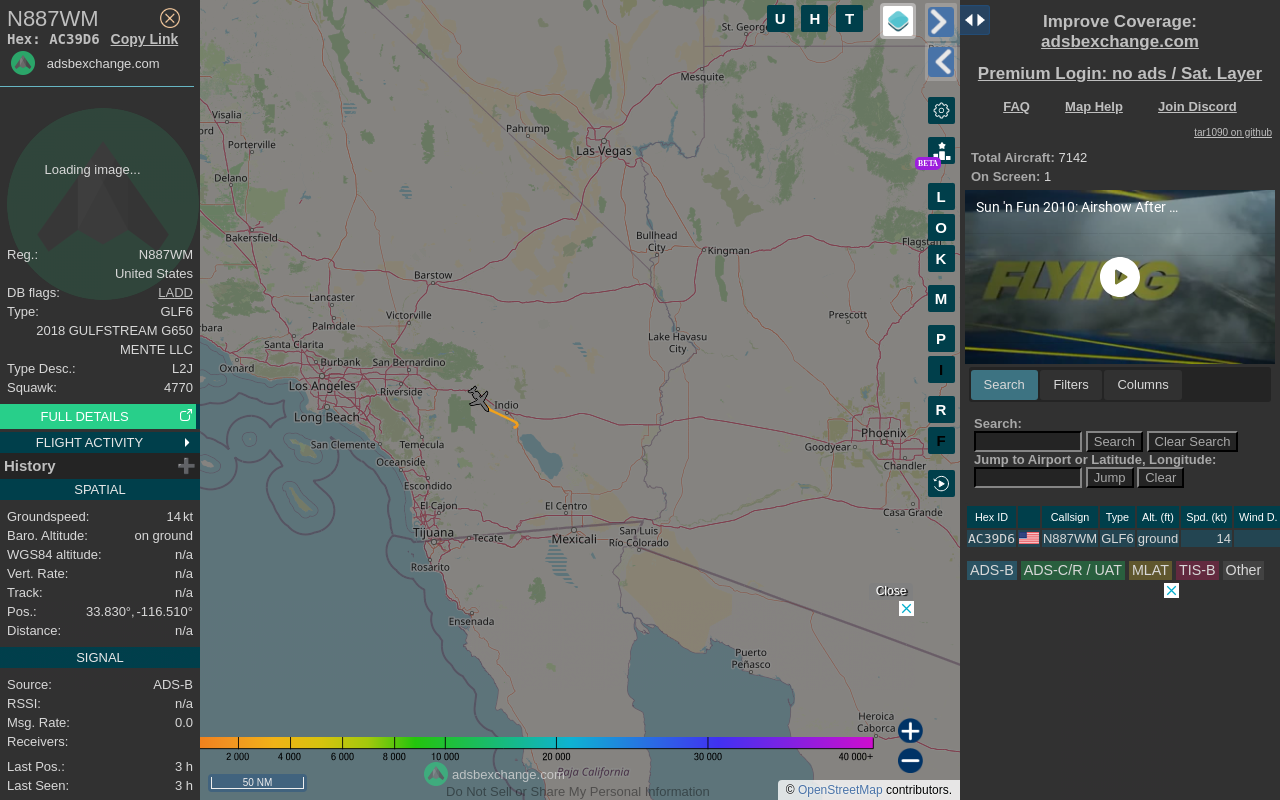 N887WM
Hex: AC39D6 Copy Link
adsbexchange.com
Loading image...
Reg.: N887WM
United States
DB flags: LADD
Type: GLF6
2018 GULFSTREAM G650
MENTE LLC
Type Desc.: L2J
Squawk: 4770
FULL DETAILS
FLIGHT ACTIVITY
History
SPATIAL
Groundspeed: 14 kt
Baro. Altitude: on ground
WGS84 altitude: n/a
Vert. Rate: n/a
Track: n/a
Pos.: 33.830°, -116.510°
Distance: n/a
SIGNAL
Source: ADS-B
RSSI: n/a
Msg. Rate: 0.0
Receivers:
Last Pos.: 3 h
Last Seen: 3 h
U H T
St. George
Mesquite
Visalia
ord
Porterville
Delano
Bakersfield
Pahrump
Las Vegas
Bullhead
City
Kingman
Flagstaff
Barstow
Lancaster
Palmdale
Victorville
Prescott
Lake Havasu
City
rbara
Santa Clarita
Oxnard
Burbank
San Bernardino
Los Angeles
Riverside
Indio
Long Beach
San Clemente
Temecula
Oceanside
Escondido
El Cajon
El Centro
Tijuana
Tecate
Mexicali
San Luis
Río Colorado
Rosarito
Ensenada
Phoenix
Goodyear
Chandler
Casa Grande
Puerto
Peñasco
Heroica
Caborca
Baja California
BETA
L
O
K
M
P
I
R
F
Close
2 000 4 000 6 000 8 000 10 000 20 000 30 000 40 000+
50 NM
adsbexchange.com
Do Not Sell or Share My Personal Information
© OpenStreetMap contributors.
Improve Coverage:
adsbexchange.com
Premium Login: no ads / Sat. Layer
FAQ Map Help Join Discord
tar1090 on github
Total Aircraft: 7142
On Screen: 1
Sun 'n Fun 2010: Airshow After ...
FLYING
Search Filters Columns
Search:
Search Clear Search
Jump to Airport or Latitude, Longitude:
Jump Clear
Hex ID Callsign Type Alt. (ft) Spd. (kt) Wind D.
AC39D6 N887WM GLF6 ground 14
ADS-B ADS-C/R / UAT MLAT TIS-B Other